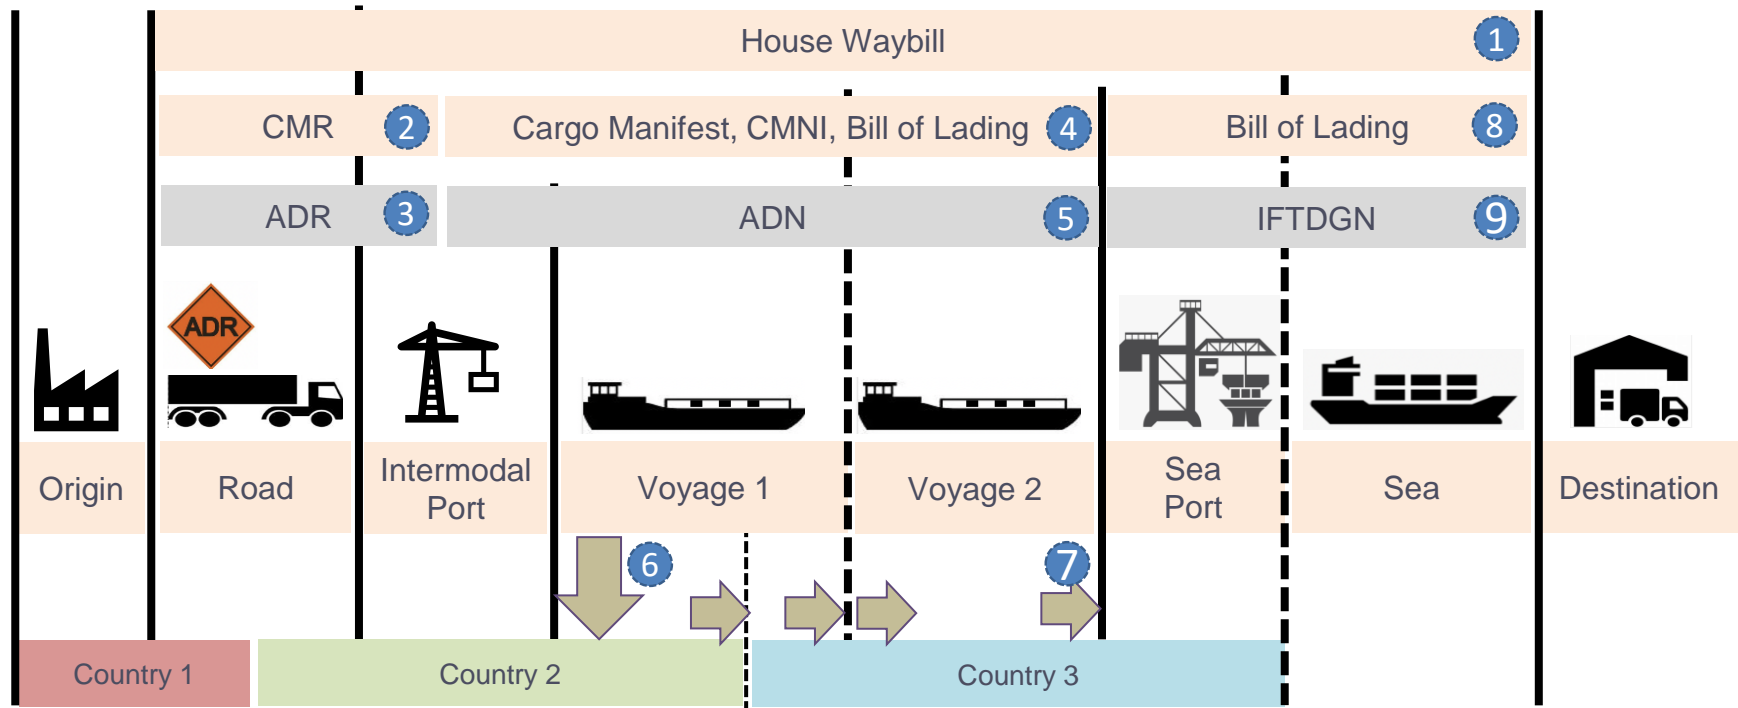 House Waybill 1
CMR 2
Cargo Manifest, CMNI, Bill of Lading 4
Bill of Lading 8
ADR 3
ADN 5
IFTDGN 9
ADR
Origin
Road
Intermodal
Port
Voyage 1
Voyage 2
Sea
Port
Sea
Destination
6
7
Country 1
Country 2
Country 3